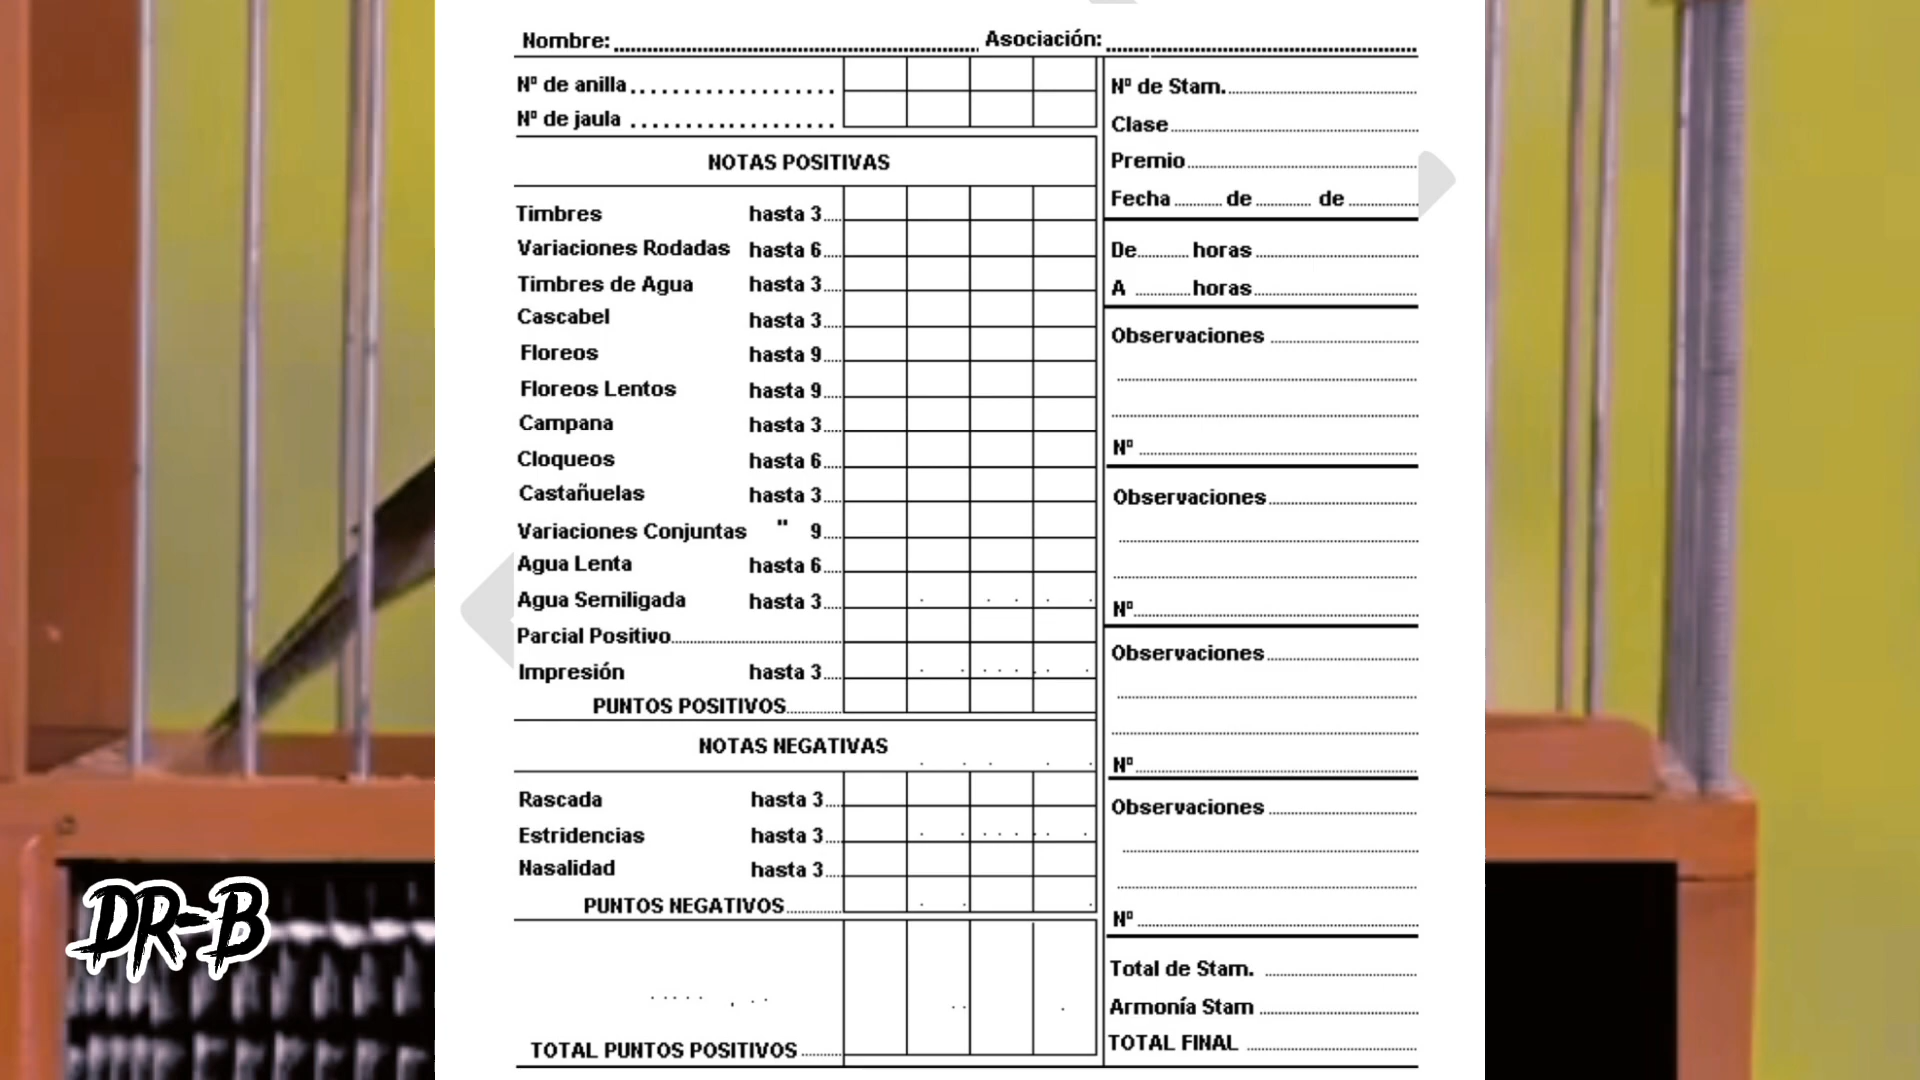 Nombre: Asociación:
Nº de anilla
Nº de jaula
NOTAS POSITIVAS
Timbres hasta 3
Variaciones Rodadas hasta 6
Timbres de Agua hasta 3
Cascabel hasta 3
Floreos hasta 9
Floreos Lentos hasta 9
Campana hasta 3
Cloqueos hasta 6
Castañuelas hasta 3
Variaciones Conjuntas " 9
Agua Lenta hasta 6
Agua Semiligada hasta 3
Parcial Positivo
Impresión hasta 3
PUNTOS POSITIVOS
NOTAS NEGATIVAS
Rascada hasta 3
Estridencias hasta 3
Nasalidad hasta 3
PUNTOS NEGATIVOS
TOTAL PUNTOS POSITIVOS
Nº de Stam.
Clase
Premio
Fecha de de
De horas
A horas
Observaciones
Nº
Observaciones
Nº
Observaciones
Nº
Observaciones
Nº
Total de Stam.
Armonía Stam
TOTAL FINAL
DR-B